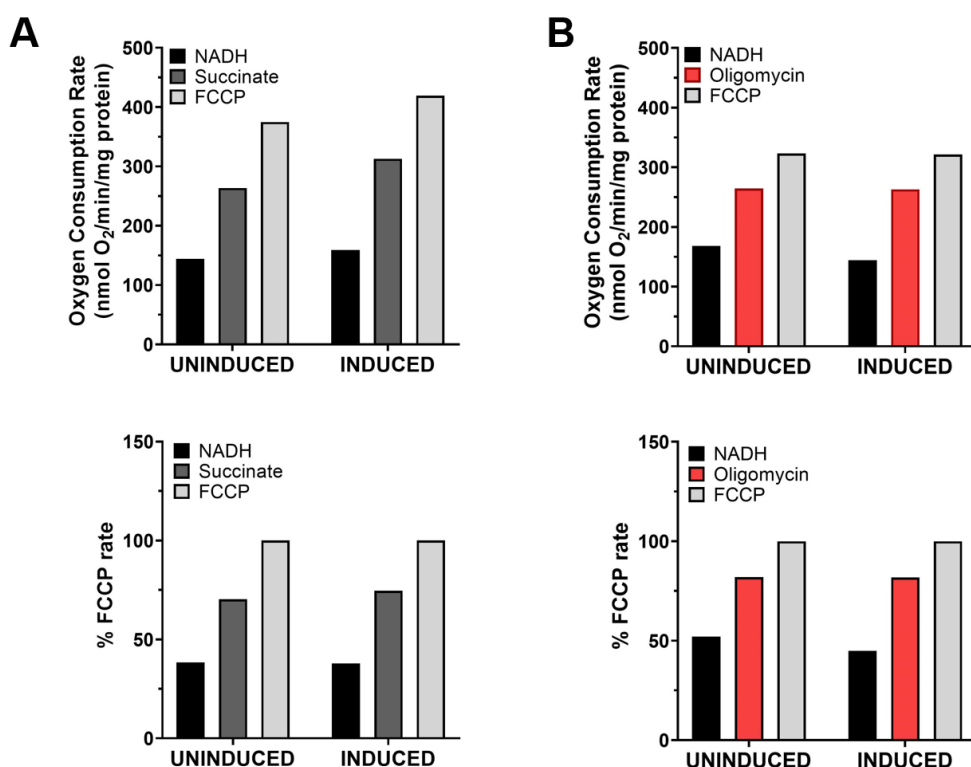 A
Oxygen Consumption Rate
(nmol O₂/min/mg protein)
500
400
300
200
100
0
NADH
Succinate
FCCP
UNINDUCED
INDUCED
B
Oxygen Consumption Rate
(nmol O₂/min/mg protein)
500
400
300
200
100
0
NADH
Oligomycin
FCCP
UNINDUCED
INDUCED
% FCCP rate
150
100
50
0
NADH
Succinate
FCCP
UNINDUCED
INDUCED
% FCCP rate
150
100
50
0
NADH
Oligomycin
FCCP
UNINDUCED
INDUCED